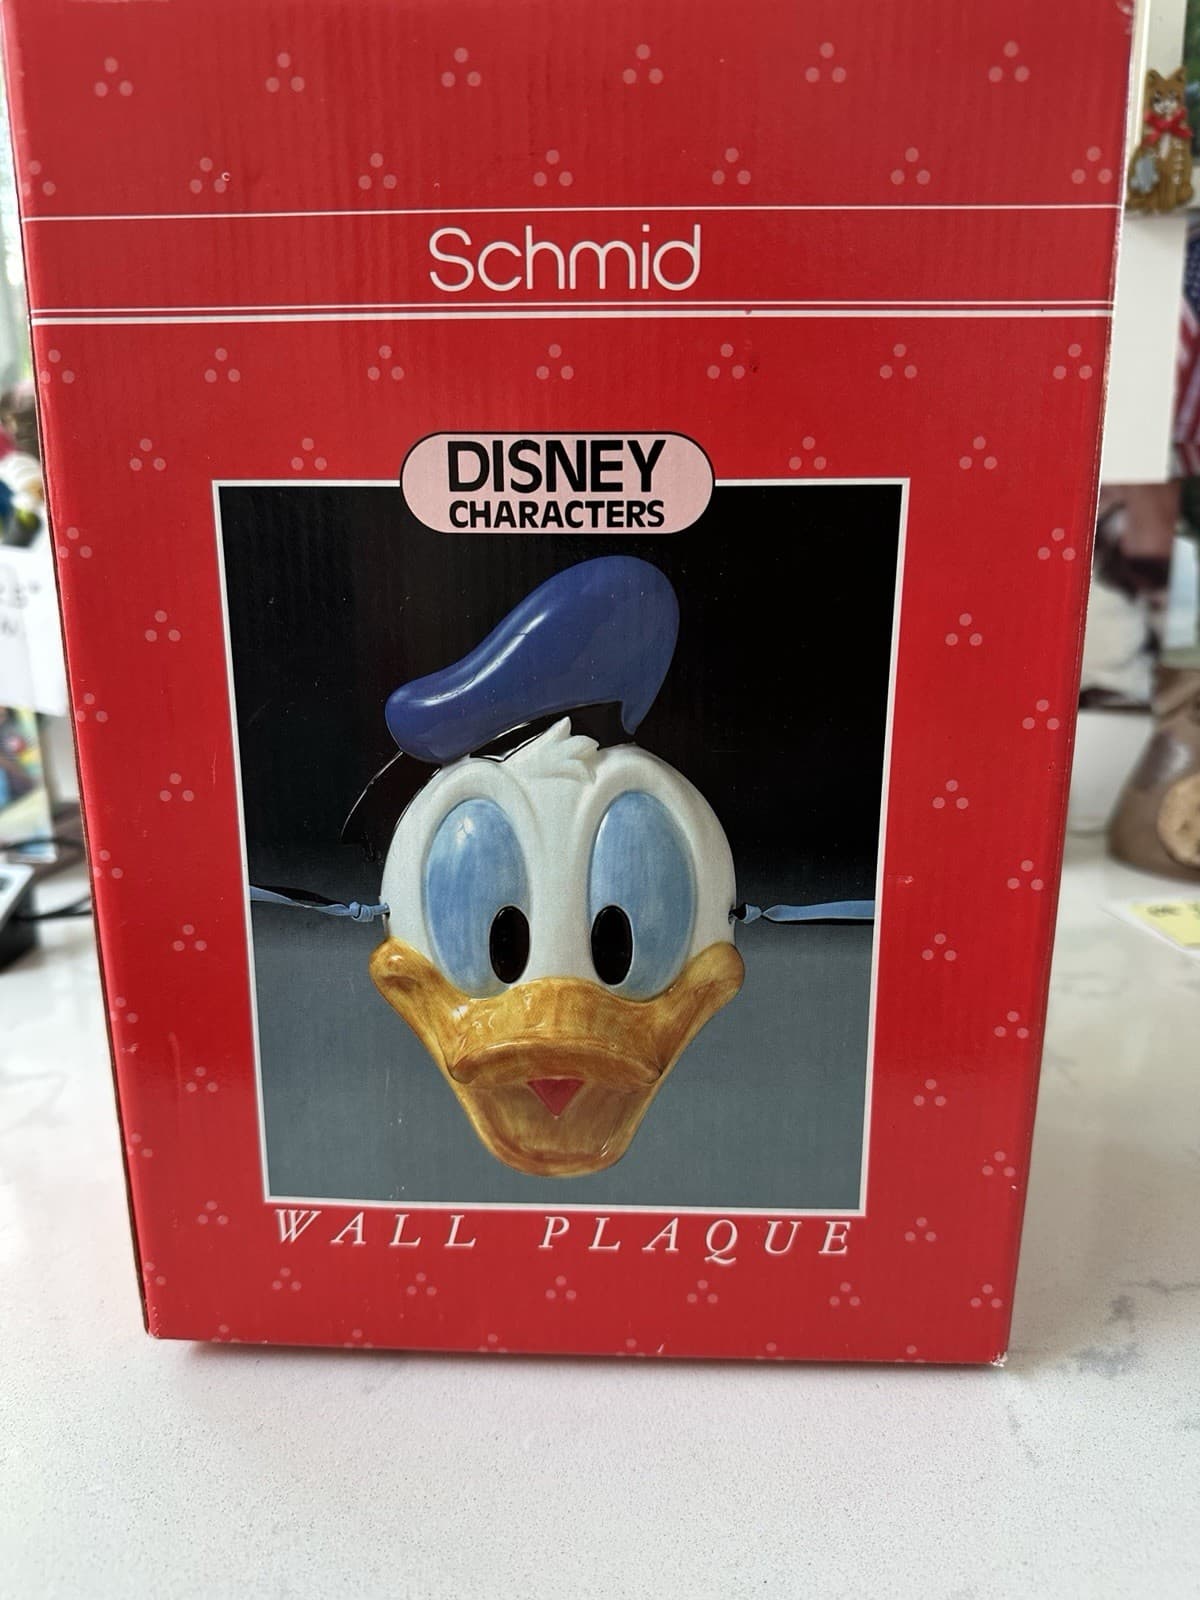 Schmid
DISNEY
CHARACTERS
WALL PLAQUE